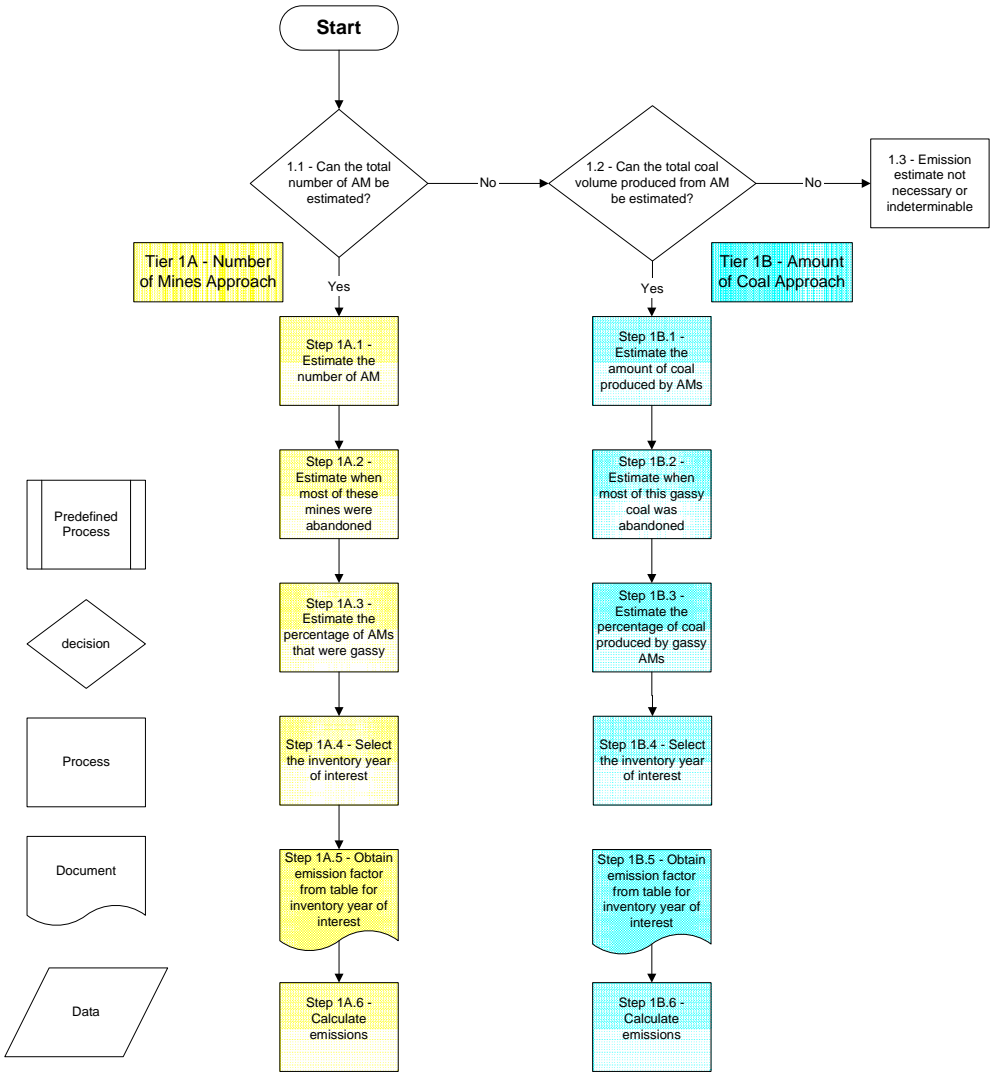 Start
1.1 - Can the total
number of AM be
estimated?
No
1.2 - Can the total coal
volume produced from AM
be estimated?
No
1.3 - Emission
estimate not
necessary or
indeterminable
Tier 1A - Number
of Mines Approach
Yes
Yes
Tier 1B - Amount
of Coal Approach
Step 1A.1 -
Estimate the
number of AM
Step 1B.1 -
Estimate the
amount of coal
produced by AMs
Step 1A.2 -
Estimate when
most of these
mines were
abandoned
Step 1B.2 -
Estimate when
most of this gassy
coal was
abandoned
Step 1A.3 -
Estimate the
percentage of AMs
that were gassy
Step 1B.3 -
Estimate the
percentage of coal
produced by gassy
AMs
Step 1A.4 - Select
the inventory year
of interest
Step 1B.4 - Select
the inventory year
of interest
Step 1A.5 - Obtain
emission factor
from table for
inventory year of
interest
Step 1B.5 - Obtain
emission factor
from table for
inventory year of
interest
Step 1A.6 -
Calculate
emissions
Step 1B.6 -
Calculate
emissions
Predefined
Process
decision
Process
Document
Data